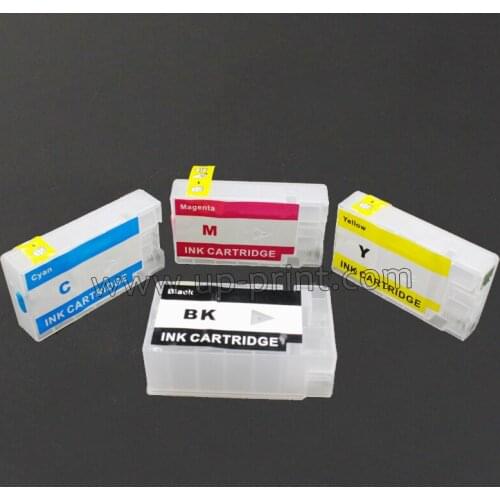 Magenta
M
INK CARTRIDGE
Cyan
C
INK CARTRIDGE
Yellow
Y
INK CARTRIDGE
www.up-print.com
Black
BK
INK CARTRIDGE